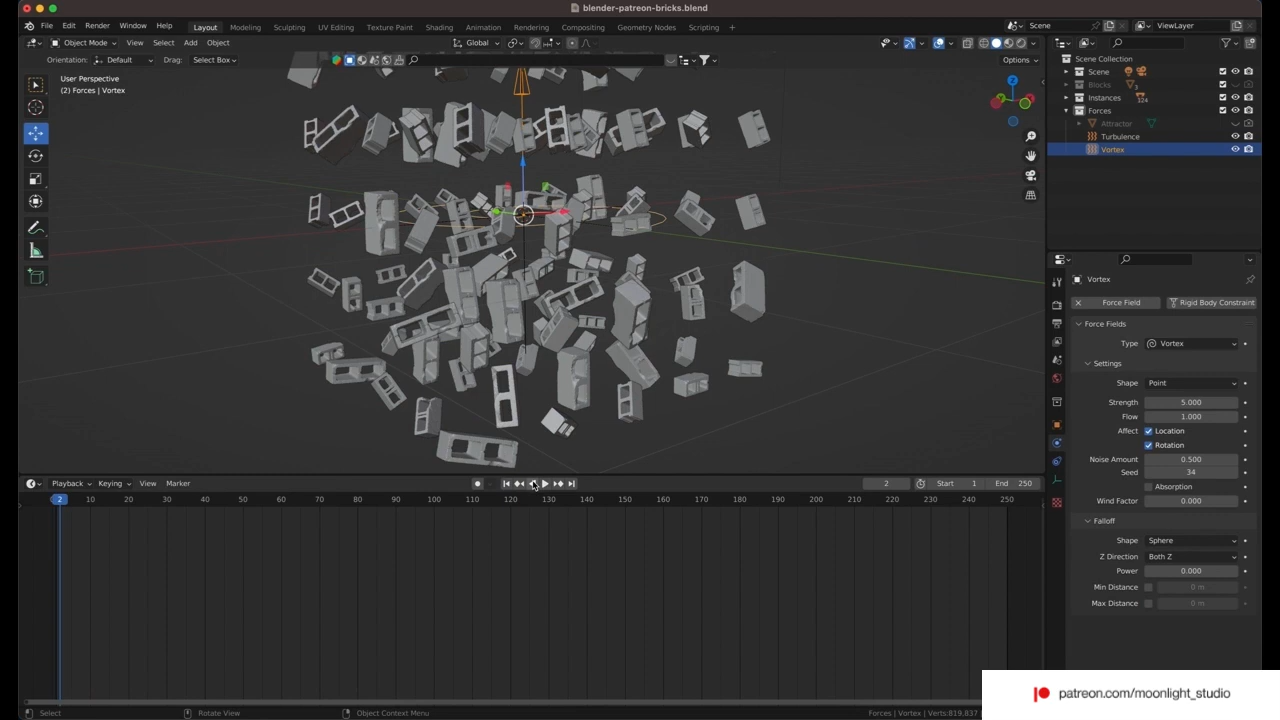 blender-patreon-bricks.blend
File Edit Render Window Help Layout Modeling Sculpting UV Editing Texture Paint Shading Animation Rendering Compositing Geometry Nodes Scripting + Scene ViewLayer
Object Mode View Select Add Object Global
Orientation: Default Drag: Select Box Options
User Perspective
(2) Forces | Vortex
Z
Scene Collection
Scene
Blocks 3
Instances 124
Forces
Attractor
Turbulence
Vortex
Vortex
Force Field Rigid Body Constraint
Force Fields
Type Vortex
Settings
Shape Point
Strength 5.000
Flow 1.000
Affect Location
Rotation
Noise Amount 0.500
Seed 34
Absorption
Wind Factor 0.000
Falloff
Shape Sphere
Z Direction Both Z
Power 0.000
Min Distance 0 m
Max Distance 0 m
Playback Keying View Marker 2 Start 1 End 250
2 10 20 30 40 50 60 70 80 90 100 110 120 130 140 150 160 170 180 190 200 210 220 230 240 250
Select Rotate View Object Context Menu Forces | Vortex | Verts:819,837
patreon.com/moonlight_studio